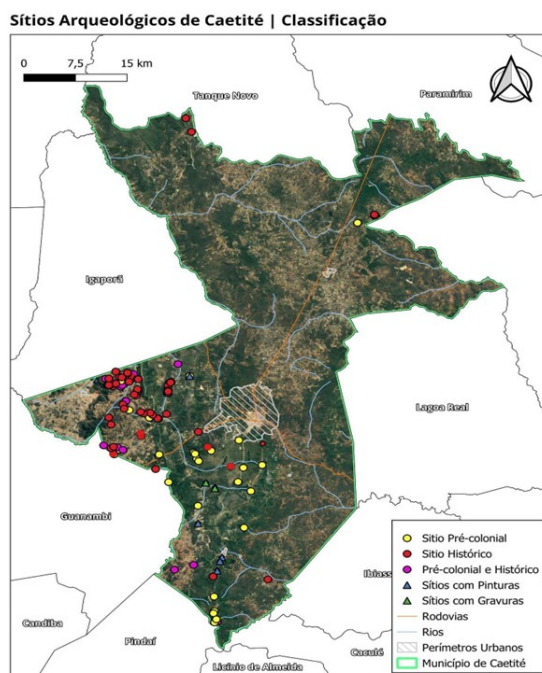 Sítios Arqueológicos de Caetité | Classificação
0 7,5 15 km
Tanque Novo
Paramirim
Igaporã
Lagoa Real
Guanambi
Ibiass
Candiba
Pindaí
Caculé
Licínio de Almeida
Sitio Pré-colonial
Sitio Histórico
Pré-colonial e Histórico
Sítios com Pinturas
Sítios com Gravuras
Rodovias
Rios
Perímetros Urbanos
Município de Caetité